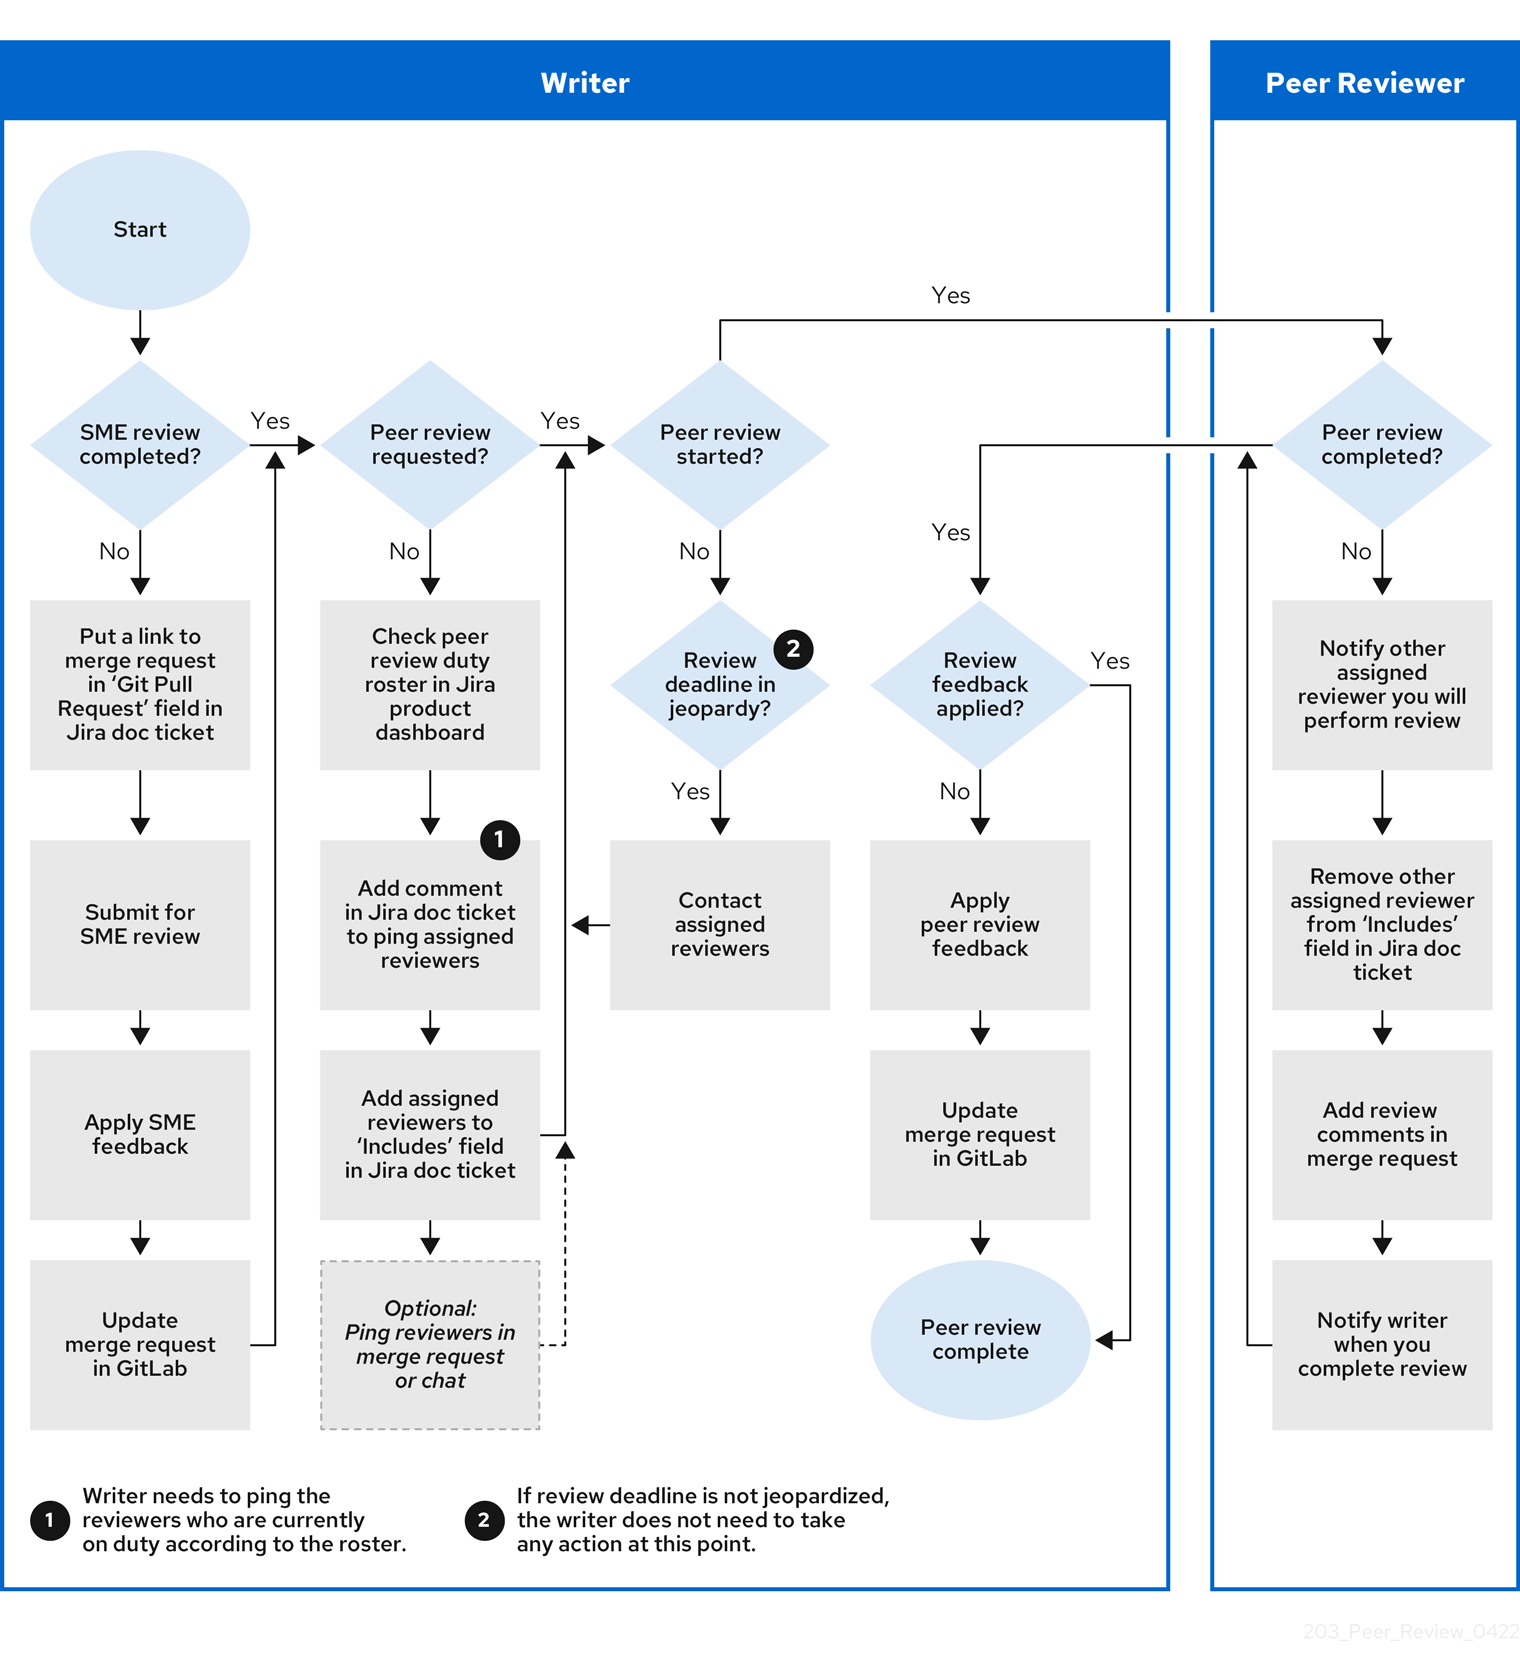 Writer
Peer Reviewer
Start
Yes
SME review
completed?
Yes
Peer review
requested?
Yes
Peer review
started?
Peer review
completed?
No
No
No
Yes
No
Put a link to
merge request
in ‘Git Pull
Request’ field in
Jira doc ticket
Check peer
review duty
roster in Jira
product
dashboard
Review
deadline in
jeopardy?
2
Review
feedback
applied?
Yes
Notify other
assigned
reviewer you will
perform review
Yes
No
Submit for
SME review
1
Add comment
in Jira doc ticket
to ping assigned
reviewers
Contact
assigned
reviewers
Apply
peer review
feedback
Remove other
assigned reviewer
from ‘Includes’
field in Jira doc
ticket
Apply SME
feedback
Add assigned
reviewers to
‘Includes’ field
in Jira doc ticket
Update
merge request
in GitLab
Add review
comments in
merge request
Update
merge request
in GitLab
Optional:
Ping reviewers in
merge request
or chat
Peer review
complete
Notify writer
when you
complete review
1
Writer needs to ping the
reviewers who are currently
on duty according to the roster.
2
If review deadline is not jeopardized,
the writer does not need to take
any action at this point.
203_Peer_Review_0422